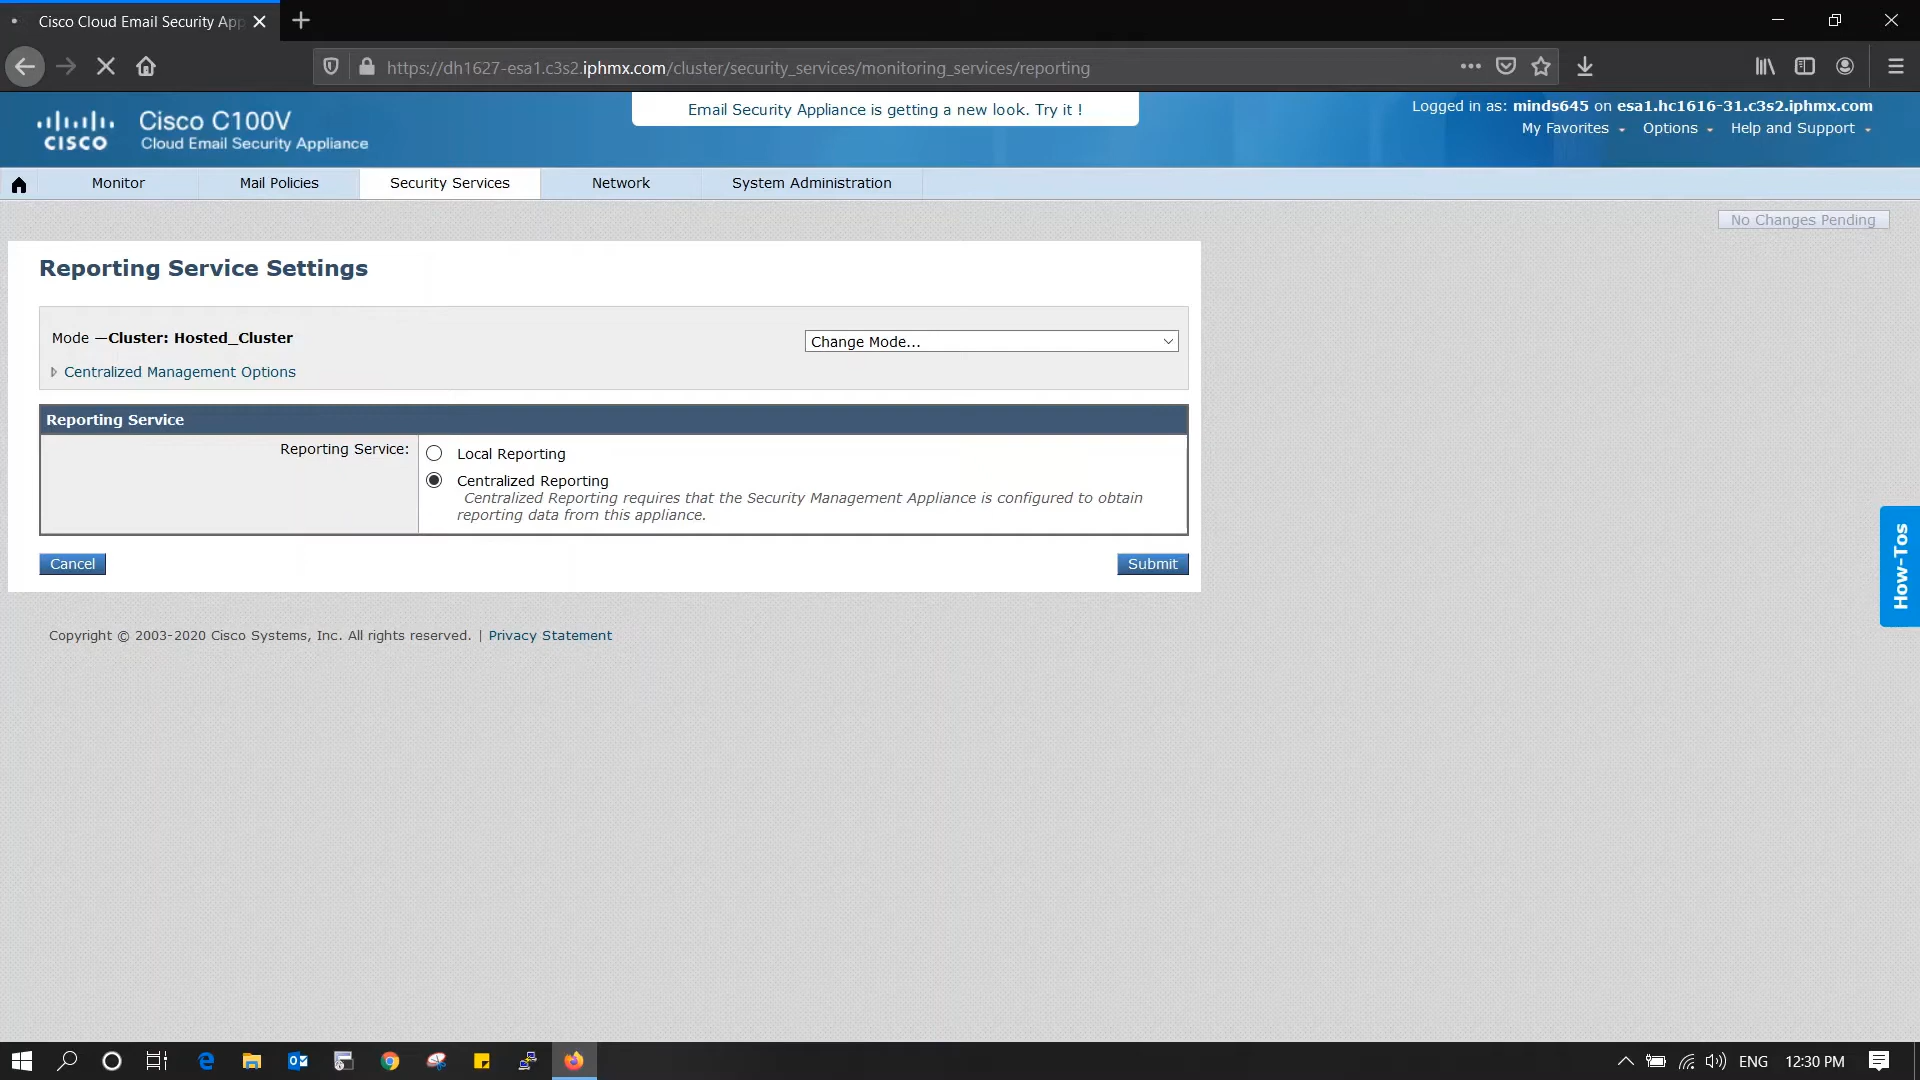 Cisco Cloud Email Security App
https://dh1627-esa1.c3s2.iphmx.com/cluster/security_services/monitoring_services/reporting
CISCO
Cisco C100V
Cloud Email Security Appliance
Email Security Appliance is getting a new look. Try it !
Logged in as: minds645 on esa1.hc1616-31.c3s2.iphmx.com
My Favorites Options Help and Support
Monitor Mail Policies Security Services Network System Administration
No Changes Pending
Reporting Service Settings
Mode —Cluster: Hosted_Cluster
Change Mode...
Centralized Management Options
Reporting Service
Reporting Service:
Local Reporting
Centralized Reporting
Centralized Reporting requires that the Security Management Appliance is configured to obtain
reporting data from this appliance.
Cancel
Submit
How-Tos
Copyright © 2003-2020 Cisco Systems, Inc. All rights reserved. | Privacy Statement
ENG 12:30 PM